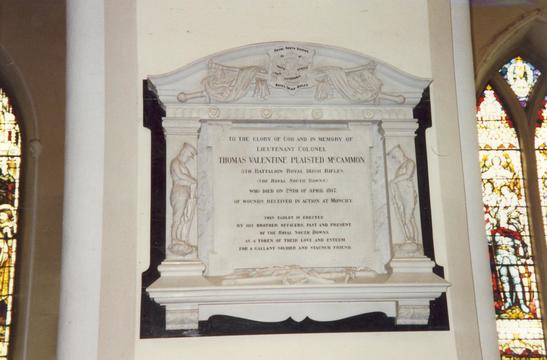 TO THE GLORY OF GOD AND IN MEMORY OF
LIEUTENANT COLONEL
THOMAS VALENTINE PLAISTED McCAMMON
5TH BATTALION ROYAL IRISH RIFLES
(THE ROYAL SOUTH DOWNS)
WHO DIED ON 28TH OF APRIL 1917
OF WOUNDS RECEIVED IN ACTION AT MONCHY.
THIS TABLET IS ERECTED
BY HIS BROTHER OFFICERS, PAST AND PRESENT
OF THE ROYAL SOUTH DOWNS,
AS A TOKEN OF THEIR LOVE AND ESTEEM
FOR A GALLANT SOLDIER AND STAUNCH FRIEND.